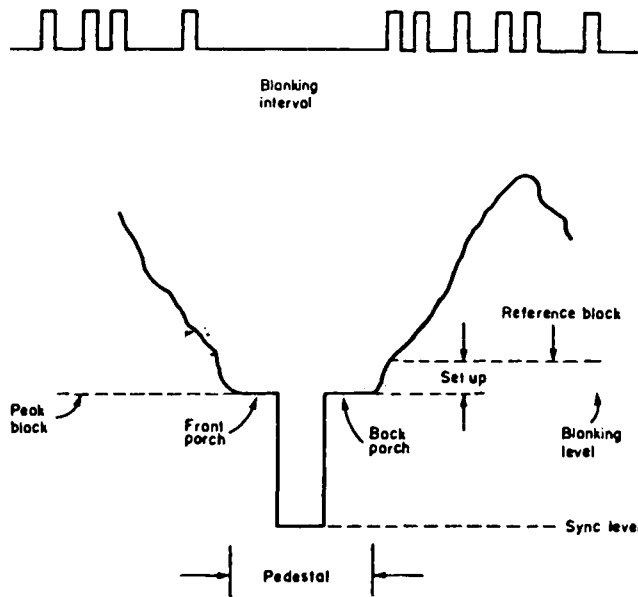 Blanking
interval
Reference black
Set up
Peak
black
Front
porch
Back
porch
Blanking
level
Sync level
Pedestal